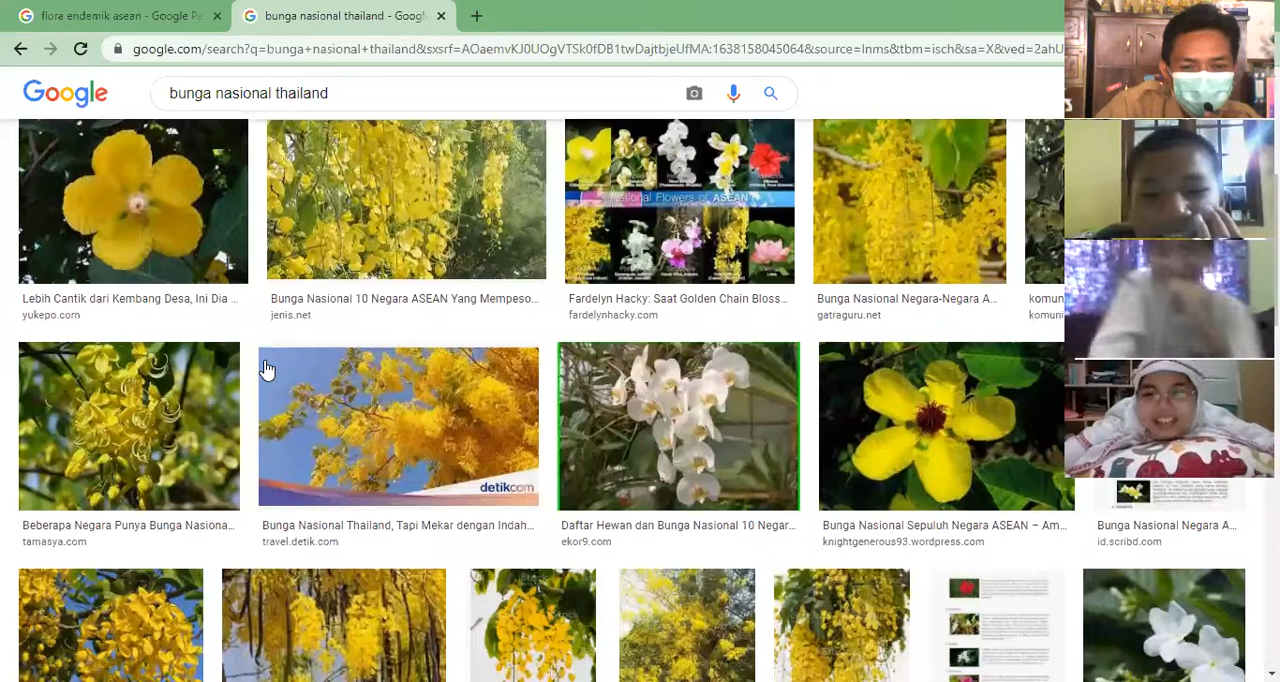 flora endemik asean - Google Pe
bunga nasional thailand - Googl
google.com/search?q=bunga+nasional+thailand&sxsrf=AOaemvKJ0UOgVTSk0fDB1twDajtbjeUfMA:1638158045064&source=lnms&tbm=isch&sa=X&ved=2ahU
Google
bunga nasional thailand
National Flowers of ASEAN
Lebih Cantik dari Kembang Desa, Ini Dia ...
Bunga Nasional 10 Negara ASEAN Yang Mempeso...
Fardelyn Hacky: Saat Golden Chain Bloss...
Bunga Nasional Negara-Negara A...
komun
yukepo.com
jenis.net
fardelynhacky.com
gatraguru.net
komuni
detikcom
Beberapa Negara Punya Bunga Nasiona...
Bunga Nasional Thailand, Tapi Mekar dengan Indah...
Daftar Hewan dan Bunga Nasional 10 Negar...
Bunga Nasional Sepuluh Negara ASEAN – Am...
Bunga Nasional Negara A...
tamasya.com
travel.detik.com
ekor9.com
knightgenerous93.wordpress.com
id.scribd.com